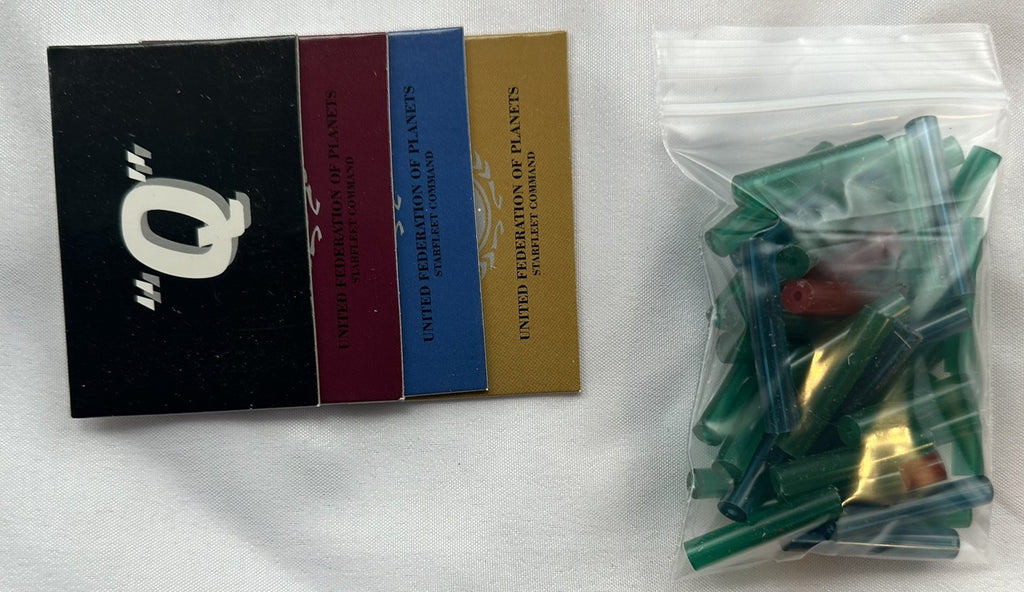 "Q"
UNITED FEDERATION OF PLANETS
STARFLEET COMMAND
UNITED FEDERATION OF PLANETS
STARFLEET COMMAND
UNITED FEDERATION OF PLANETS
STARFLEET COMMAND